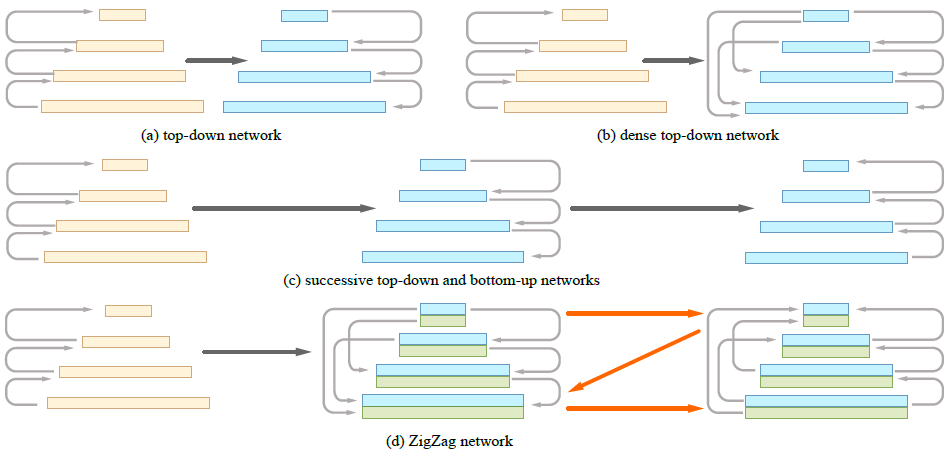 (a) top-down network
(b) dense top-down network
(c) successive top-down and bottom-up networks
(d) ZigZag network